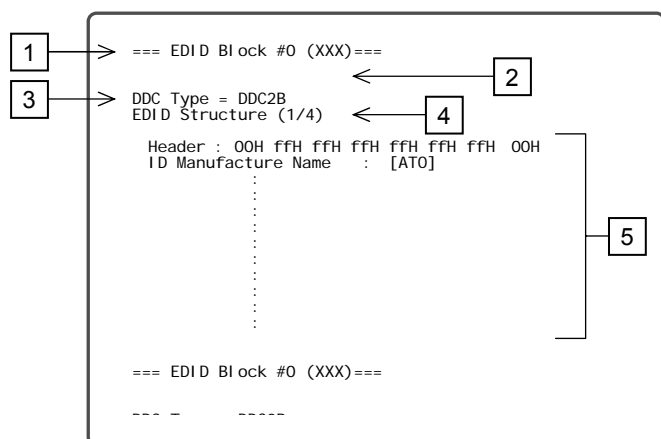 1
=== EDID Block #0 (XXX)===
2
3
DDC Type = DDC2B
EDID Structure (1/4)
4
Header : 00H ffH ffH ffH ffH ffH ffH 00H
ID Manufacture Name : [ATO]
:
:
:
:
:
:
:
:
:
:
5
=== EDID Block #0 (XXX)===